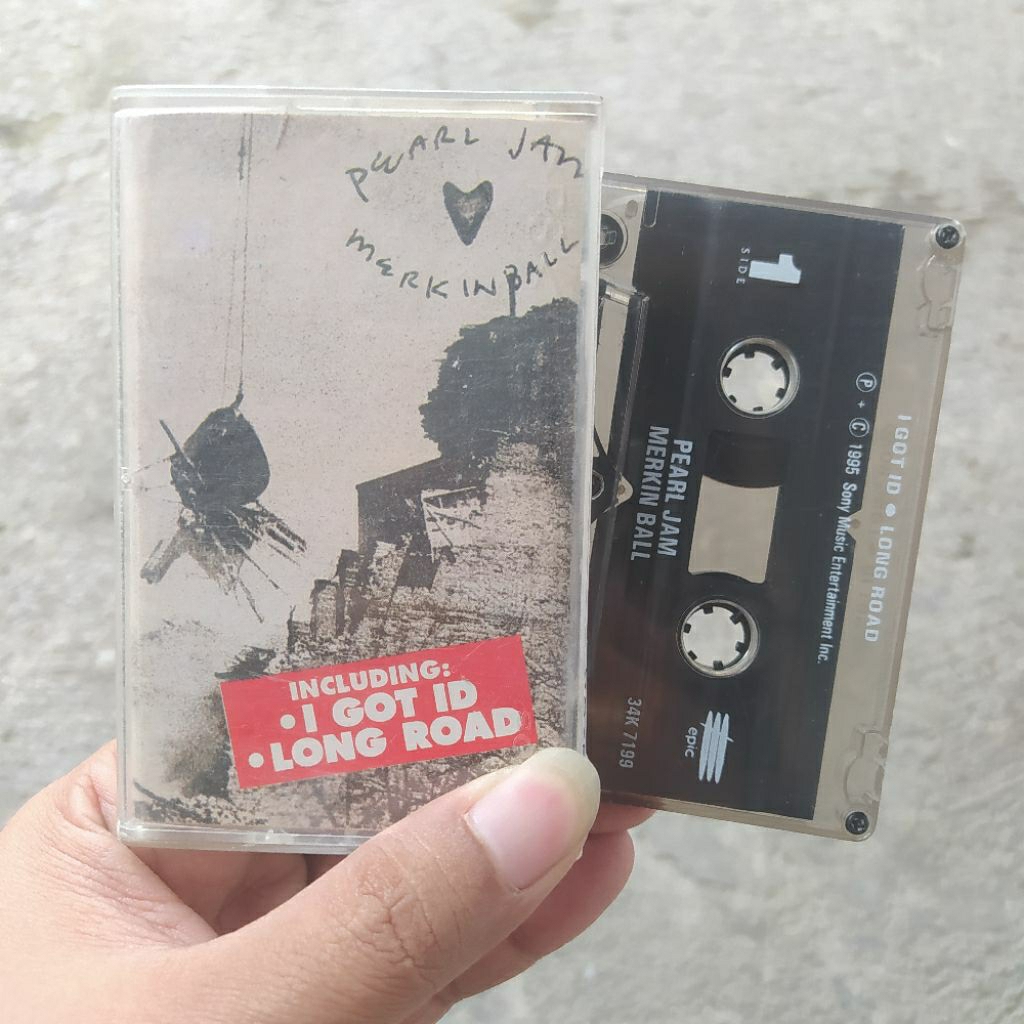 PEARL JAM
MERKINBALL
INCLUDING:
• I GOT ID
• LONG ROAD
SIDE 1
PEARL JAM
MERKIN BALL
℗ + © 1995 Sony Music Entertainment Inc.
I GOT ID ● LONG ROAD
34K 7199
epic